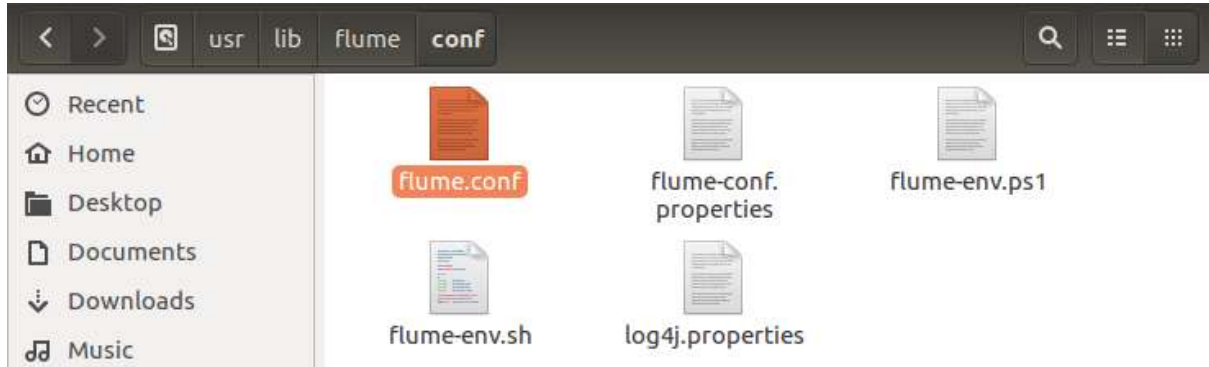 usr lib flume conf
Recent
Home
Desktop
Documents
Downloads
Music
flume.conf
flume-conf.
properties
flume-env.ps1
flume-env.sh
log4j.properties